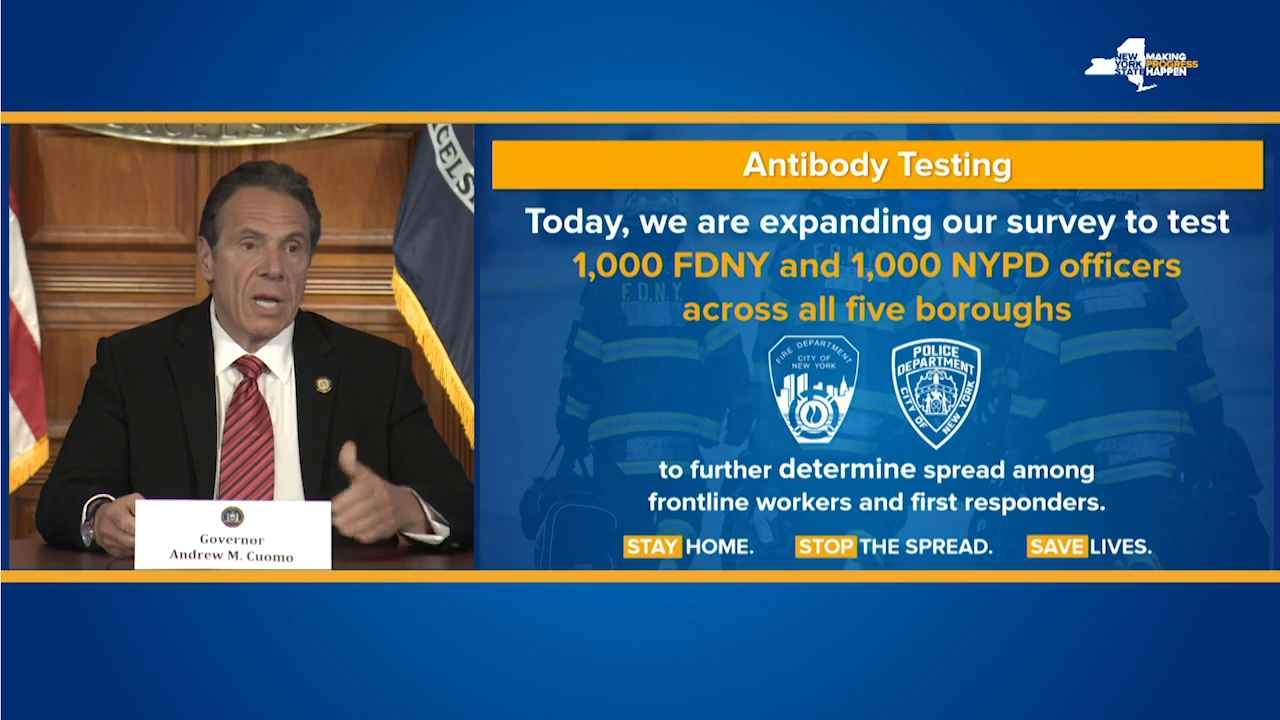 NEW
YORK
STATE
MAKING
PROGRESS
HAPPEN
EXCELSIOR
EXCELS
Antibody Testing
Today, we are expanding our survey to test
1,000 FDNY and 1,000 NYPD officers
across all five boroughs
F.D.N.Y.
FIRE DEPARTMENT
CITY OF
NEW YORK
POLICE
DEPARTMENT
CITY OF
NEW YORK
to further determine spread among
frontline workers and first responders.
STAY HOME. STOP THE SPREAD. SAVE LIVES.
Governor
Andrew M. Cuomo